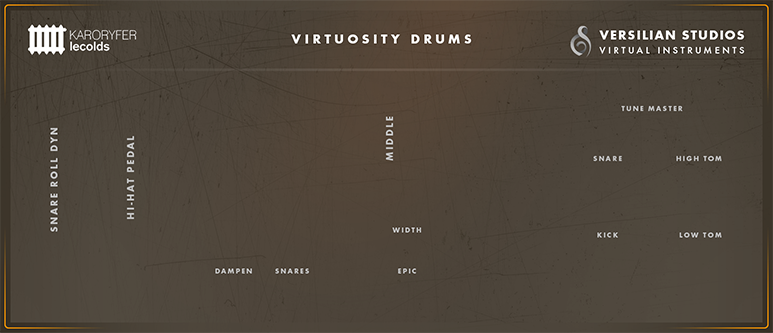 KARORYFER
lecolds
VIRTUOSITY DRUMS
VERSILIAN STUDIOS
VIRTUAL INSTRUMENTS
SNARE ROLL DYN
HI-HAT PEDAL
MIDDLE
TUNE MASTER
SNARE
HIGH TOM
WIDTH
KICK
LOW TOM
DAMPEN
SNARES
EPIC